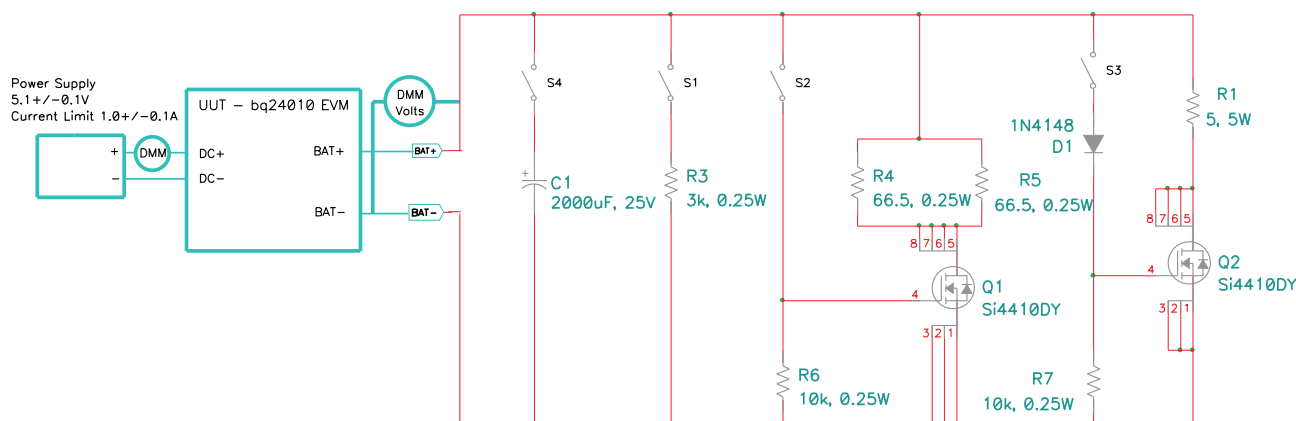 Power Supply
5.1+/-0.1V
Current Limit 1.0+/-0.1A
+
-
DMM
UUT - bq24010 EVM
DC+
DC-
BAT+
BAT-
DMM
Volts
BAT+
BAT-
S4
+
C1
2000uF, 25V
S1
R3
3k, 0.25W
S2
R6
10k, 0.25W
R4
66.5, 0.25W
R5
66.5, 0.25W
8 7 6 5
4
Q1
Si4410DY
3 2 1
S3
1N4148
D1
R7
10k, 0.25W
R1
5, 5W
8 7 6 5
4
Q2
Si4410DY
3 2 1